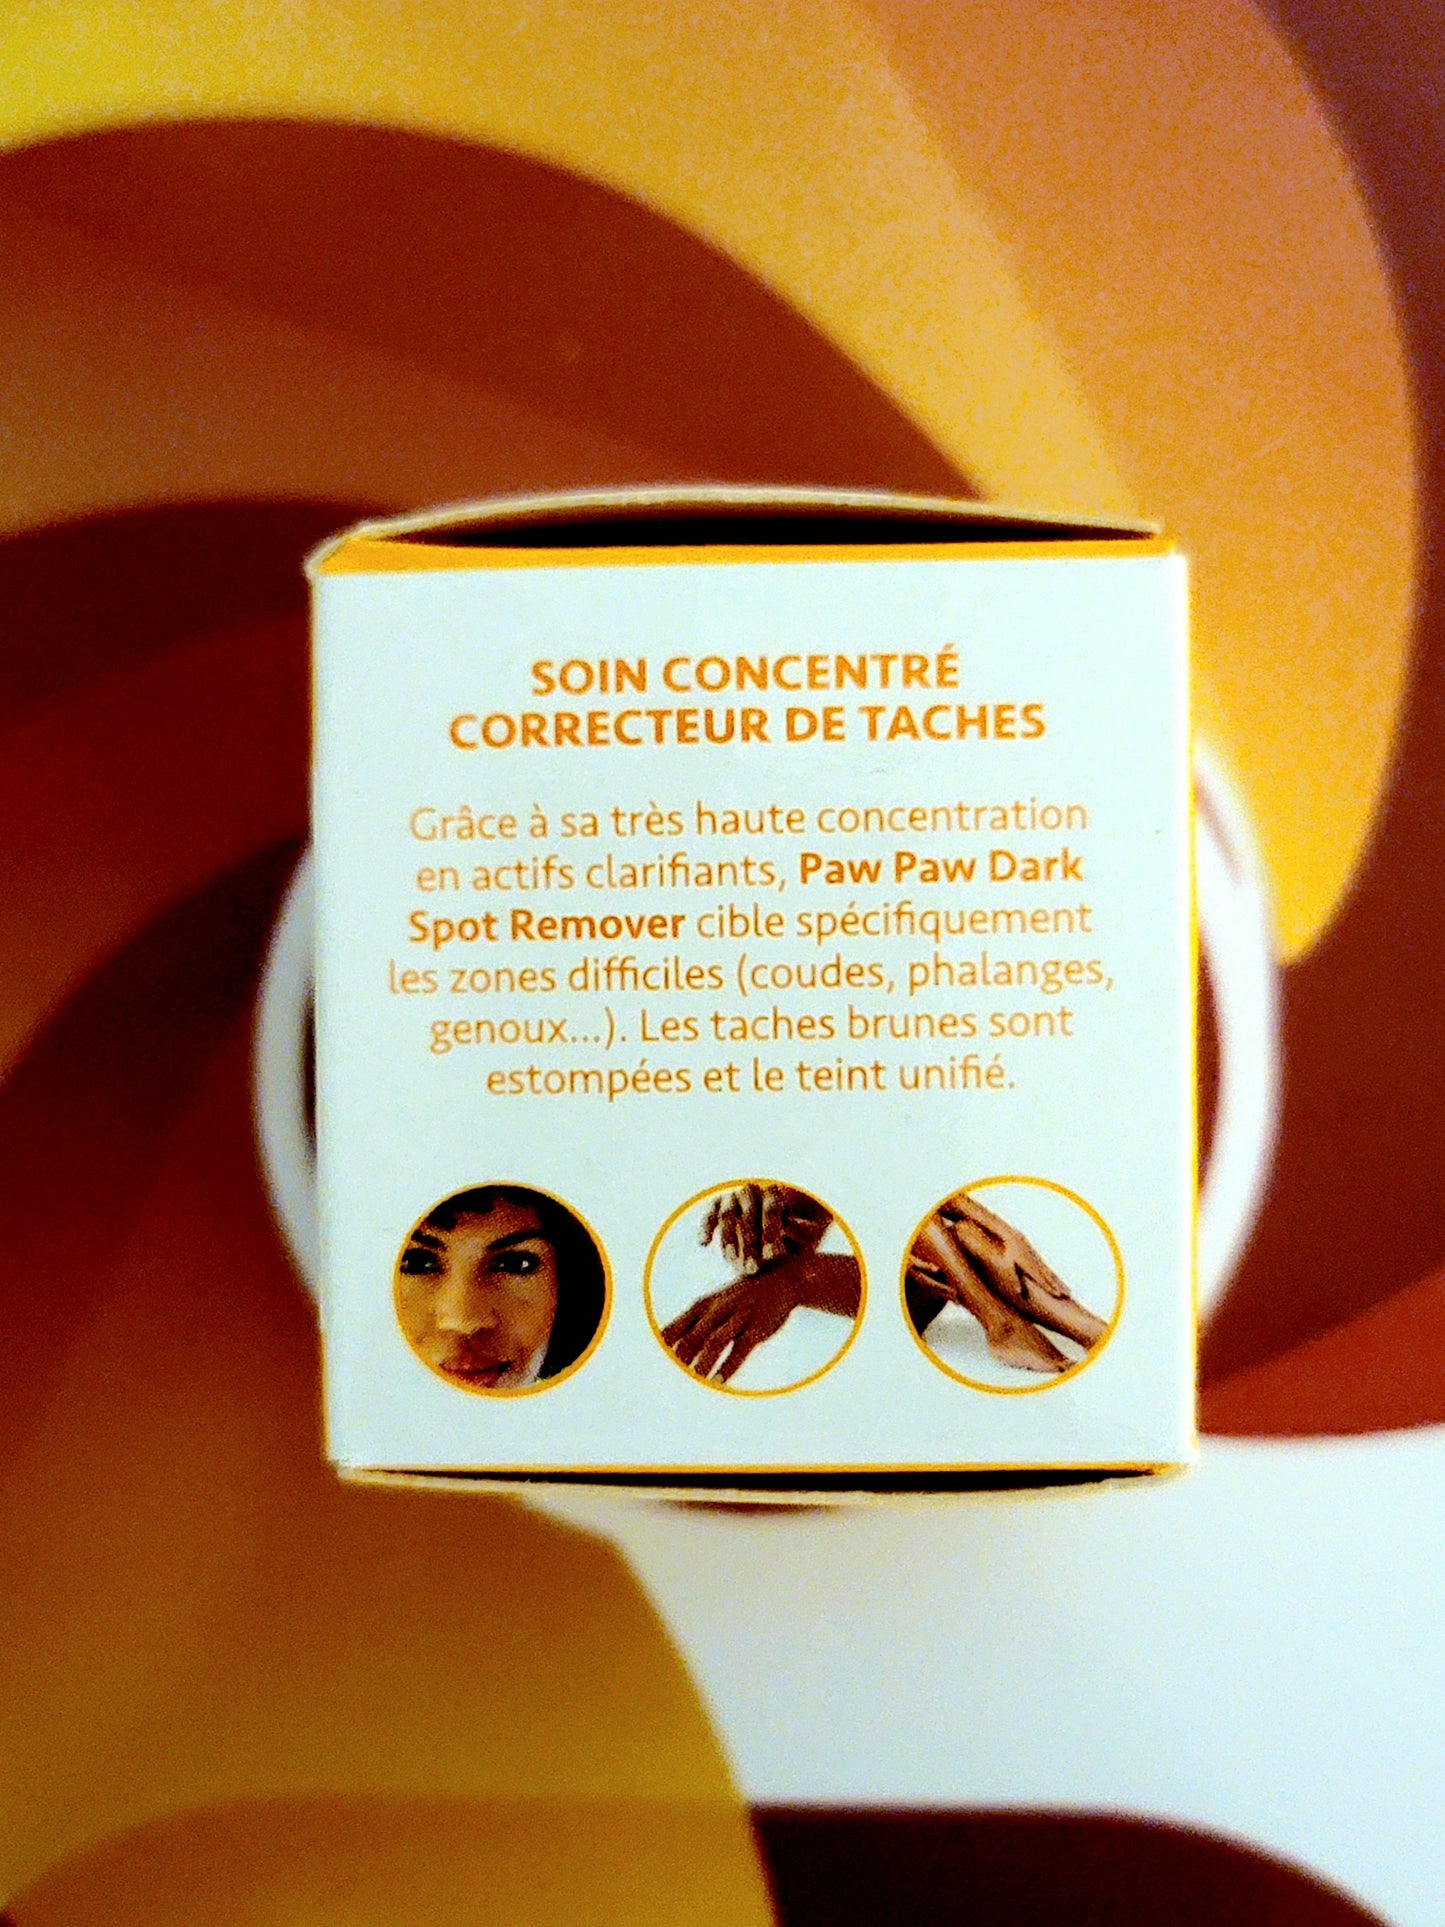 SOIN CONCENTRÉ
CORRECTEUR DE TACHES
Grâce à sa très haute concentration
en actifs clarifiants, Paw Paw Dark
Spot Remover cible spécifiquement
les zones difficiles (coudes, phalanges,
genoux...). Les taches brunes sont
estompées et le teint unifié.